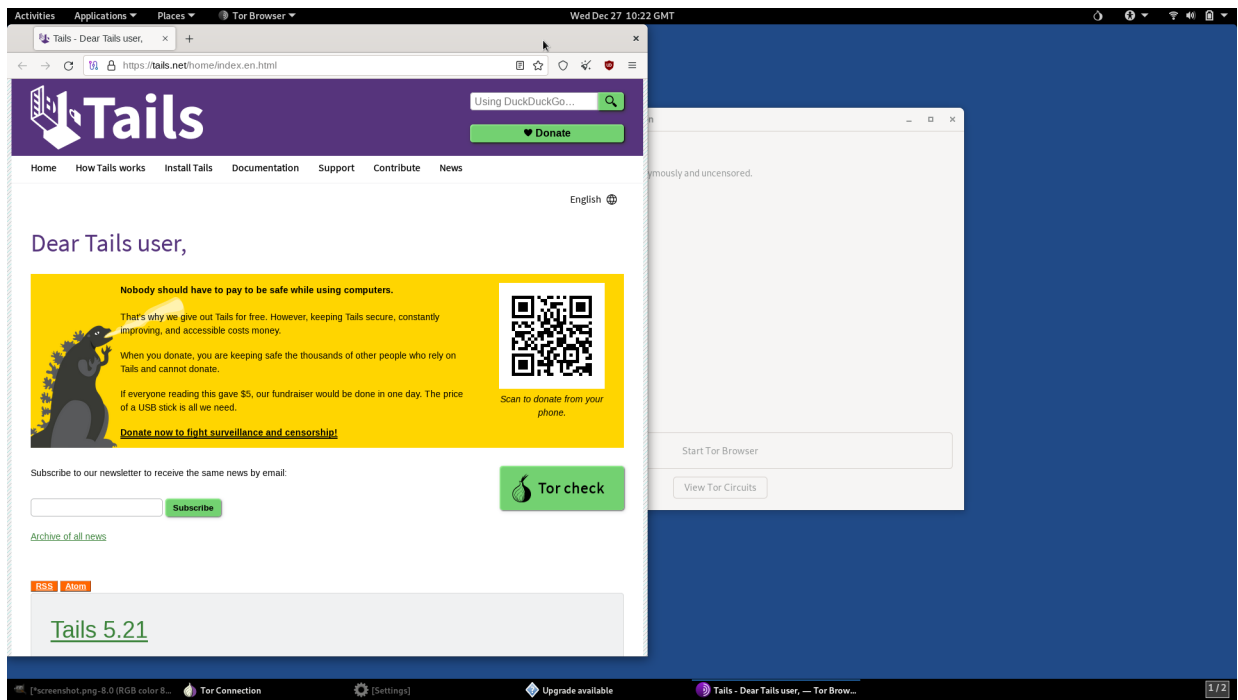 Activities Applications Places Tor Browser Wed Dec 27 10:22 GMT
Tails - Dear Tails user,
https://tails.net/home/index.en.html
Tails
Using DuckDuckGo...
Donate
Home How Tails works Install Tails Documentation Support Contribute News
English
Dear Tails user,
Nobody should have to pay to be safe while using computers.
That's why we give out Tails for free. However, keeping Tails secure, constantly
improving, and accessible costs money.
When you donate, you are keeping safe the thousands of other people who rely on
Tails and cannot donate.
If everyone reading this gave $5, our fundraiser would be done in one day. The price
of a USB stick is all we need.
Donate now to fight surveillance and censorship!
Scan to donate from your
phone.
Subscribe to our newsletter to receive the same news by email:
Subscribe
Tor check
Archive of all news
RSS Atom
Tails 5.21
n
ymously and uncensored.
Start Tor Browser
View Tor Circuits
[*screenshot.png-8.0 (RGB color 8... Tor Connection [Settings] Upgrade available Tails - Dear Tails user, — Tor Brow... 1/2